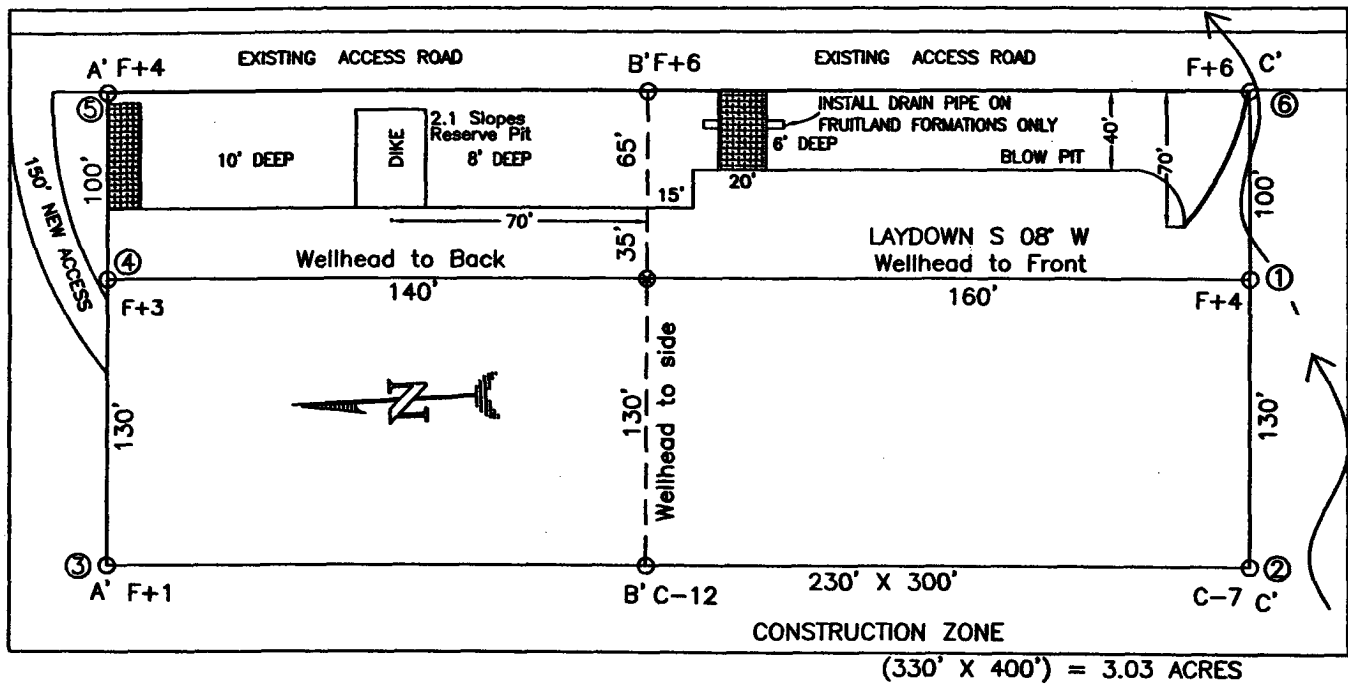 EXISTING ACCESS ROAD
EXISTING ACCESS ROAD
A' F+4
B' F+6
F+6 C'
⑤
⑥
2.1 Slopes
Reserve Pit
INSTALL DRAIN PIPE ON
FRUITLAND FORMATIONS ONLY
10' DEEP
DIKE
8' DEEP
65'
6' DEEP
BLOW PIT
40'
70'
100'
100'
150' NEW ACCESS
15'
20'
70'
35'
④
Wellhead to Back
LAYDOWN S 08° W
Wellhead to Front
①
F+3
140'
160'
F+4
N
130'
130'
Wellhead to side
130'
③
②
A' F+1
B' C-12
230' X 300'
C-7 C'
CONSTRUCTION ZONE
(330' X 400') = 3.03 ACRES